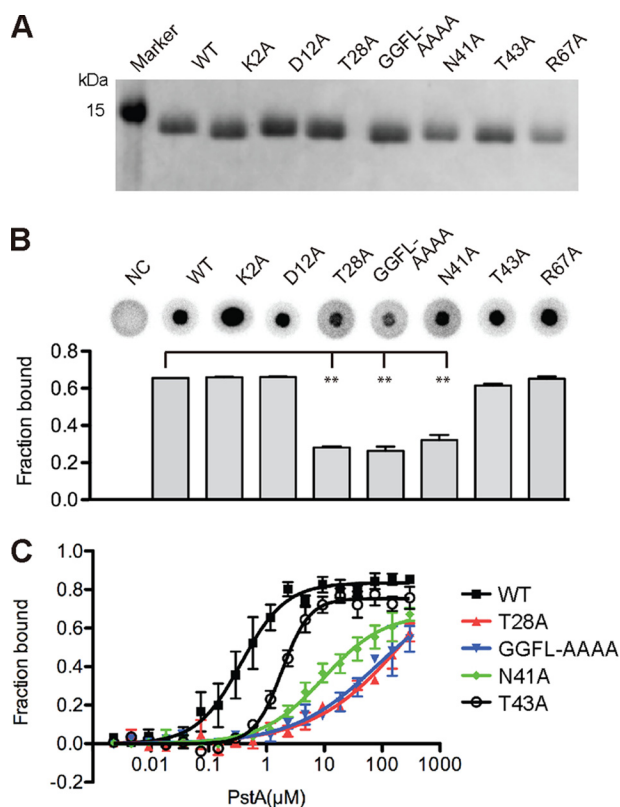 A
Marker WT K2A D12A T28A GGFL-AAAA N41A T43A R67A
kDa
15
B
NC WT K2A D12A T28A GGFL-AAAA N41A T43A R67A
0.8
0.6
0.4
0.2
0.0
Fraction bound
** ** **
C
1.0
0.8
0.6
0.4
0.2
0.0
-0.2
Fraction bound
0.01 0.1 1 10 100 1000
PstA(μM)
WT
T28A
GGFL-AAAA
N41A
T43A